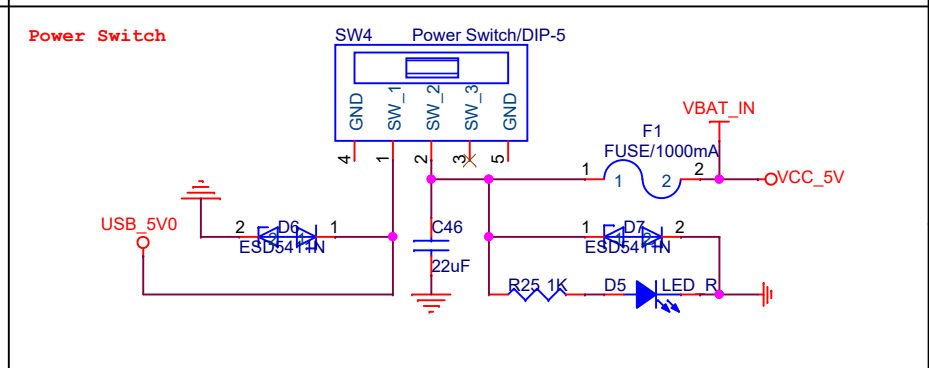 Power Switch
SW4 Power Switch/DIP-5
GND SW_1 SW_2 SW_3 GND
4 1 2 3 5
VBAT_IN
F1
FUSE/1000mA
1 1 2 2
VCC_5V
USB_5V0
2 D6 1
ESD5411N
C46
22uF
1 D7 2
ESD5411N
R25 1K D5 LED_R